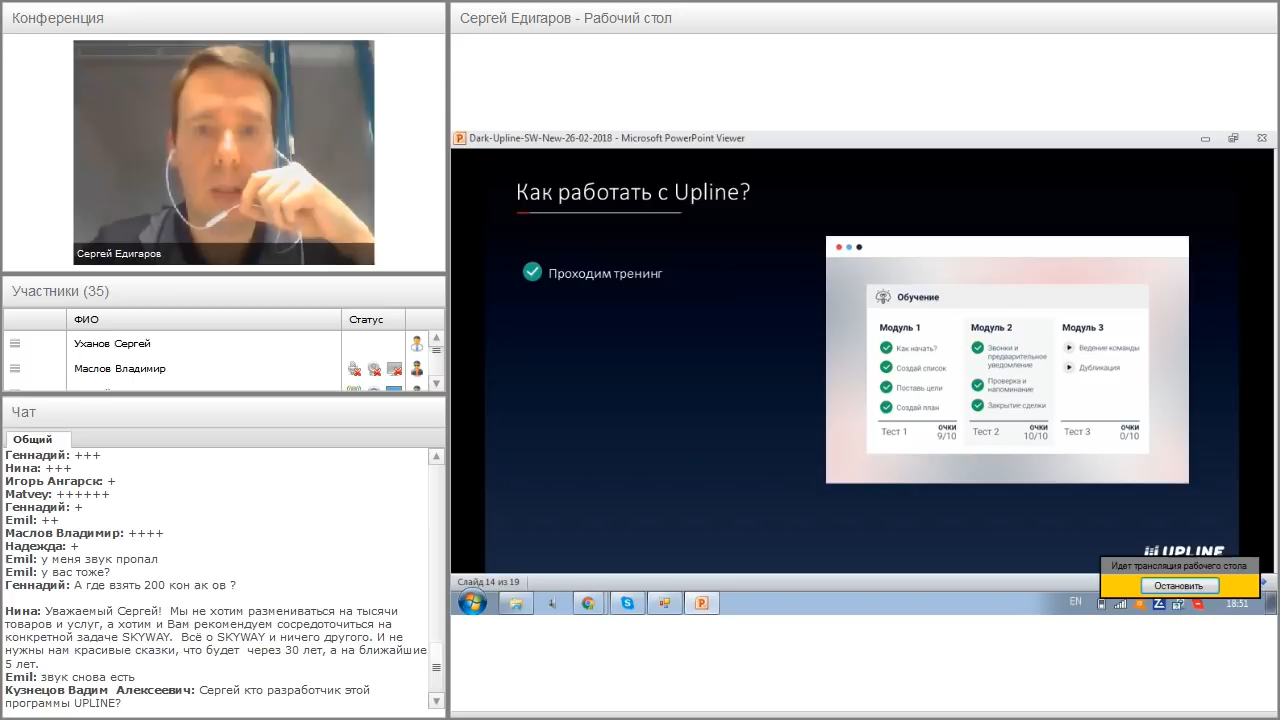 Конференция
Сергей Едигаров
Участники (35)
ФИО
Статус
Уханов Сергей
Маслов Владимир
Чат
Общий
Геннадий: +++
Нина: +++
Игорь Ангарск: +
Matvey: ++++++
Геннадий: +
Emil: ++
Маслов Владимир: ++++
Надежда: +
Emil: у меня звук пропал
Emil: у вас тоже?
Геннадий: А где взять 200 кон ак ов ?
Нина: Уважаемый Сергей! Мы не хотим размениваться на тысячи
товаров и услуг, а хотим и Вам рекомендуем сосредоточиться на
конкретной задаче SKYWAY. Всё о SKYWAY и ничего другого. И не
нужны нам красивые сказки, что будет через 30 лет, а на ближайшие
5 лет.
Emil: звук снова есть
Кузнецов Вадим Алексеевич: Сергей кто разработчик этой
программы UPLINE?
Сергей Едигаров - Рабочий стол
Dark-Upline-SW-New-26-02-2018 - Microsoft PowerPoint Viewer
Как работать с Upline?
Проходим тренинг
Обучение
Модуль 1
Как начать?
Создай список
Поставь цели
Создай план
Тест 1
очки
9/10
Модуль 2
Звонки и
предварительное
уведомление
Проверка и
напоминание
Закрытие сделки
Тест 2
очки
10/10
Модуль 3
Ведение команды
Дубликация
Тест 3
очки
0/10
UPLINE
Идет трансляция рабочего стола
Остановить
Слайд 14 из 19
EN
18:51